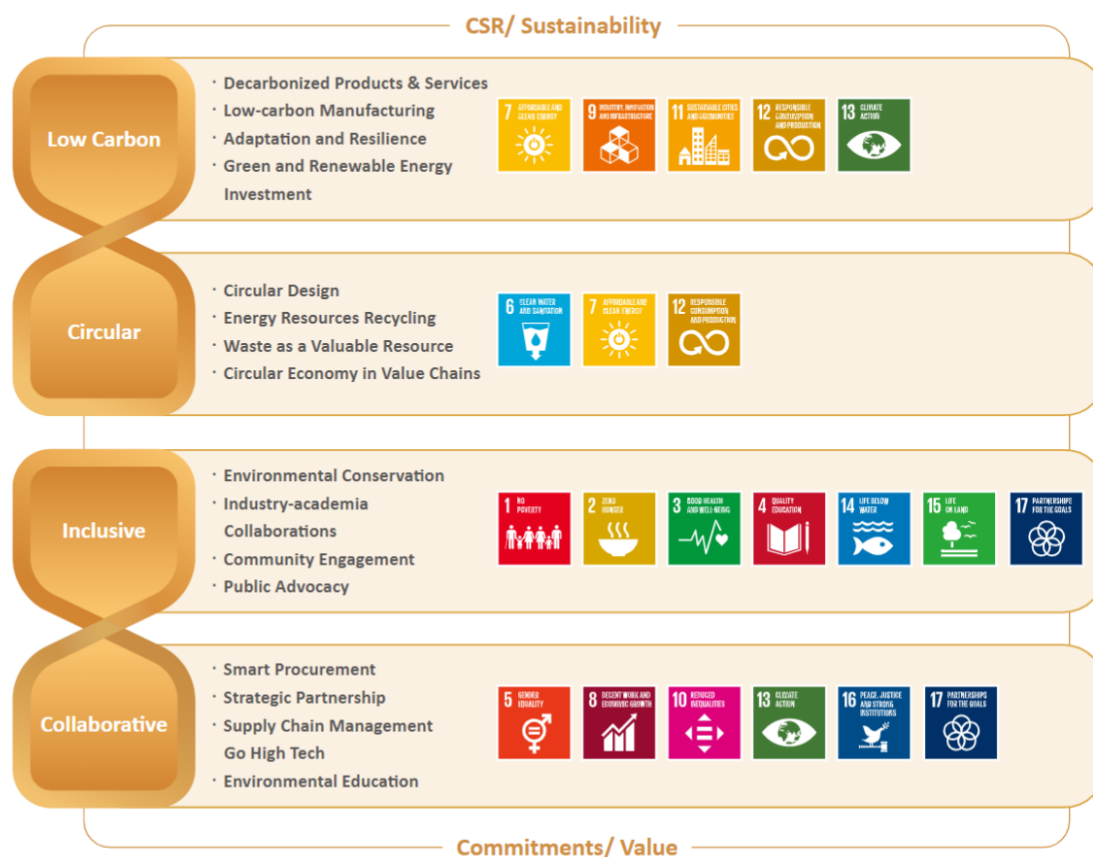 CSR/ Sustainability
Low Carbon
· Decarbonized Products & Services
· Low-carbon Manufacturing
· Adaptation and Resilience
· Green and Renewable Energy
Investment
7 AFFORDABLE AND
CLEAN ENERGY
9 INDUSTRY, INNOVATION
AND INFRASTRUCTURE
11 SUSTAINABLE CITIES
AND COMMUNITIES
12 RESPONSIBLE
CONSUMPTION
AND PRODUCTION
13 CLIMATE
ACTION
Circular
· Circular Design
· Energy Resources Recycling
· Waste as a Valuable Resource
· Circular Economy in Value Chains
6 CLEAN WATER
AND SANITATION
7 AFFORDABLE AND
CLEAN ENERGY
12 RESPONSIBLE
CONSUMPTION
AND PRODUCTION
Inclusive
· Environmental Conservation
· Industry-academia
Collaborations
· Community Engagement
· Public Advocacy
1 NO
POVERTY
2 ZERO
HUNGER
3 GOOD HEALTH
AND WELL-BEING
4 QUALITY
EDUCATION
14 LIFE BELOW
WATER
15 LIFE
ON LAND
17 PARTNERSHIPS
FOR THE GOALS
Collaborative
· Smart Procurement
· Strategic Partnership
· Supply Chain Management
Go High Tech
· Environmental Education
5 GENDER
EQUALITY
8 DECENT WORK AND
ECONOMIC GROWTH
10 REDUCED
INEQUALITIES
13 CLIMATE
ACTION
16 PEACE, JUSTICE
AND STRONG
INSTITUTIONS
17 PARTNERSHIPS
FOR THE GOALS
Commitments/ Value